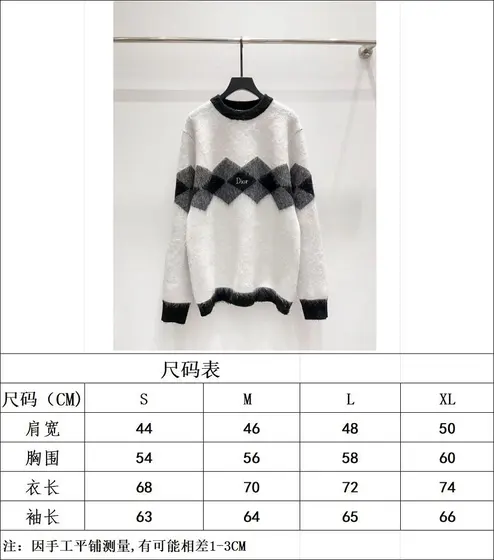 Dior
尺码表
尺码（CM) S M L XL
肩宽 44 46 48 50
胸围 54 56 58 60
衣长 68 70 72 74
袖长 63 64 65 66
注：因手工平铺测量,有可能相差1-3CM